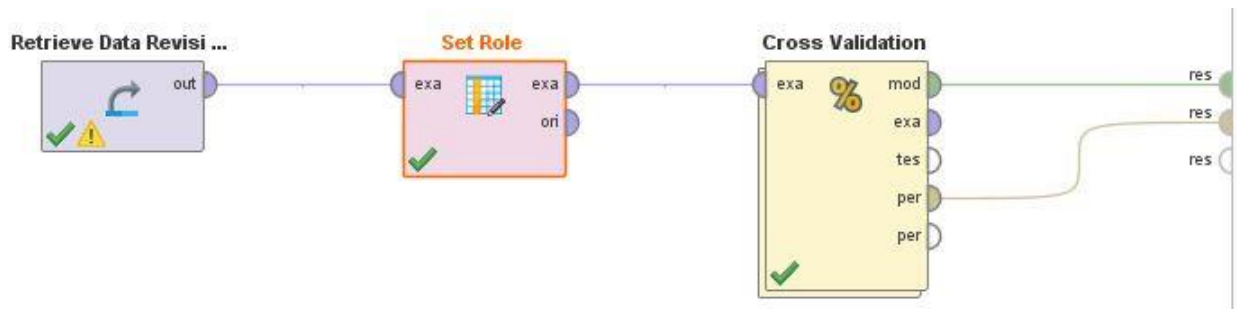 Retrieve Data Revisi ...
out
Set Role
exa
exa
ori
Cross Validation
exa
%
mod
exa
tes
per
per
res
res
res